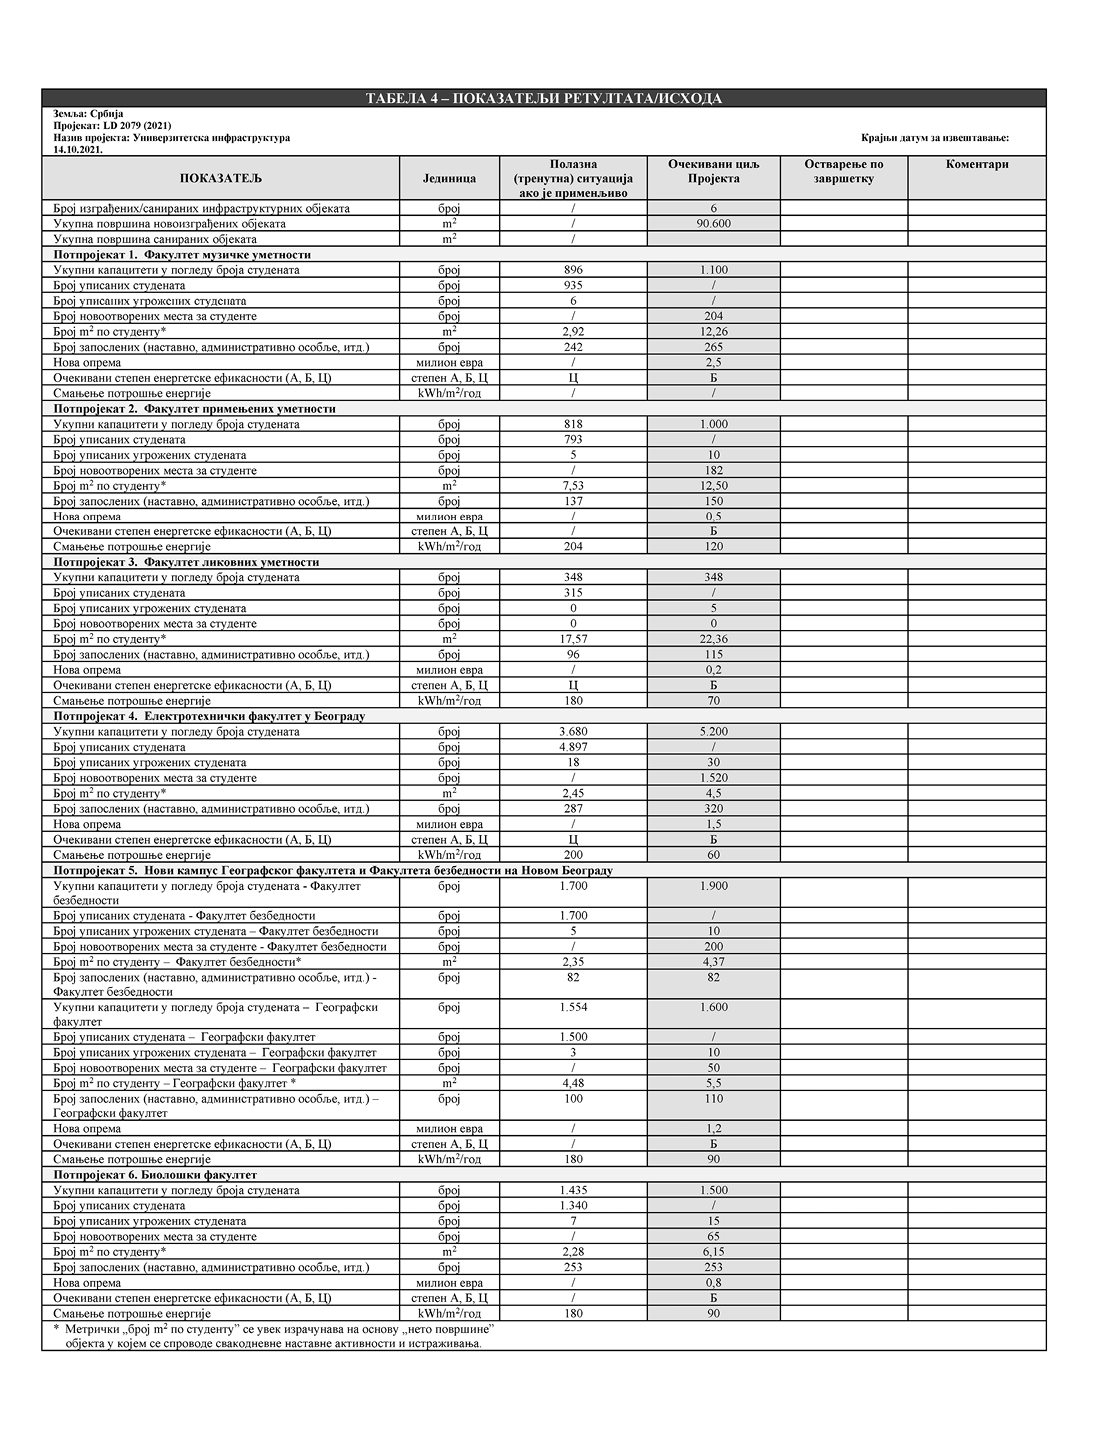 ТАБЕЛА 4 – ПОКАЗАТЕЉИ РЕТУЛТАТА/ИСХОДА
Земља: Србија
Пројекат: LD 2079 (2021)
Назив пројекта: Универзитетска инфраструктура Крајњи датум за извештавање:
14.10.2021.
ПОКАЗАТЕЉ Јединица Полазна (тренутна) ситуација ако је применљиво Очекивани циљ Пројекта Остварење по завршетку Коментари
Број изграђених/санираних инфраструктурних објеката број / 6
Укупна површина новоизграђених објеката m² / 90.600
Укупна површина санираних објеката m² /
Потпројекат 1. Факултет музичке уметности
Укупни капацитети у погледу броја студената број 896 1.100
Број уписаних студената број 935 /
Број уписаних угрожених студената број 6 /
Број новоотворених места за студенте број / 204
Број m² по студенту* m² 2,92 12,26
Број запослених (наставно, административно особље, итд.) број 242 265
Нова опрема милион евра / 2,5
Очекивани степен енергетске ефикасности (А, Б, Ц) степен А, Б, Ц Ц Б
Смањење потрошње енергије kWh/m²/год / /
Потпројекат 2. Факултет примењених уметности
Укупни капацитети у погледу броја студената број 818 1.000
Број уписаних студената број 793 /
Број уписаних угрожених студената број 5 10
Број новоотворених места за студенте број / 182
Број m² по студенту* m² 7,53 12,50
Број запослених (наставно, административно особље, итд.) број 137 150
Нова опрема милион евра / 0,5
Очекивани степен енергетске ефикасности (А, Б, Ц) степен А, Б, Ц / Б
Смањење потрошње енергије kWh/m²/год 204 120
Потпројекат 3. Факултет ликовних уметности
Укупни капацитети у погледу броја студената број 348 348
Број уписаних студената број 315 /
Број уписаних угрожених студената број 0 5
Број новоотворених места за студенте број 0 0
Број m² по студенту* m² 17,57 22,36
Број запослених (наставно, административно особље, итд.) број 96 115
Нова опрема милион евра / 0,2
Очекивани степен енергетске ефикасности (А, Б, Ц) степен А, Б, Ц Ц Б
Смањење потрошње енергије kWh/m²/год 180 70
Потпројекат 4. Електротехнички факултет у Београду
Укупни капацитети у погледу броја студената број 3.680 5.200
Број уписаних студената број 4.897 /
Број уписаних угрожених студената број 18 30
Број новоотворених места за студенте број / 1.520
Број m² по студенту* m² 2,45 4,5
Број запослених (наставно, административно особље, итд.) број 287 320
Нова опрема милион евра / 1,5
Очекивани степен енергетске ефикасности (А, Б, Ц) степен А, Б, Ц Ц Б
Смањење потрошње енергије kWh/m²/год 200 60
Потпројекат 5. Нови кампус Географског факултета и Факултета безбедности на Новом Београду
Укупни капацитети у погледу броја студената - Факултет број 1.700 1.900
безбедности
Број уписаних студената - Факултет безбедности број 1.700 /
Број уписаних угрожених студената – Факултет безбедности број 5 10
Број новоотворених места за студенте - Факултет безбедности број / 200
Број m² по студенту – Факултет безбедности* m² 2,35 4,37
Број запослених (наставно, административно особље, итд.) - број 82 82
Факултет безбедности
Укупни капацитети у погледу броја студената – Географски број 1.554 1.600
факултет
Број уписаних студената – Географски факултет број 1.500 /
Број уписаних угрожених студената – Географски факултет број 3 10
Број новоотворених места за студенте – Географски факултет број / 50
Број m² по студенту – Географски факултет * m² 4,48 5,5
Број запослених (наставно, административно особље, итд.) – број 100 110
Географски факултет
Нова опрема милион евра / 1,2
Очекивани степен енергетске ефикасности (А, Б, Ц) степен А, Б, Ц / Б
Смањење потрошње енергије kWh/m²/год 180 90
Потпројекат 6. Биолошки факултет
Укупни капацитети у погледу броја студената број 1.435 1.500
Број уписаних студената број 1.340 /
Број уписаних угрожених студената број 7 15
Број новоотворених места за студенте број / 65
Број m² по студенту* m² 2,28 6,15
Број запослених (наставно, административно особље, итд.) број 253 253
Нова опрема милион евра / 0,8
Очекивани степен енергетске ефикасности (А, Б, Ц) степен А, Б, Ц / Б
Смањење потрошње енергије kWh/m²/год 180 90
* Метрички „број m² по студенту” се увек израчунава на основу „нето површине”
објекта у којем се спроводе свакодневне наставне активности и истраживања.